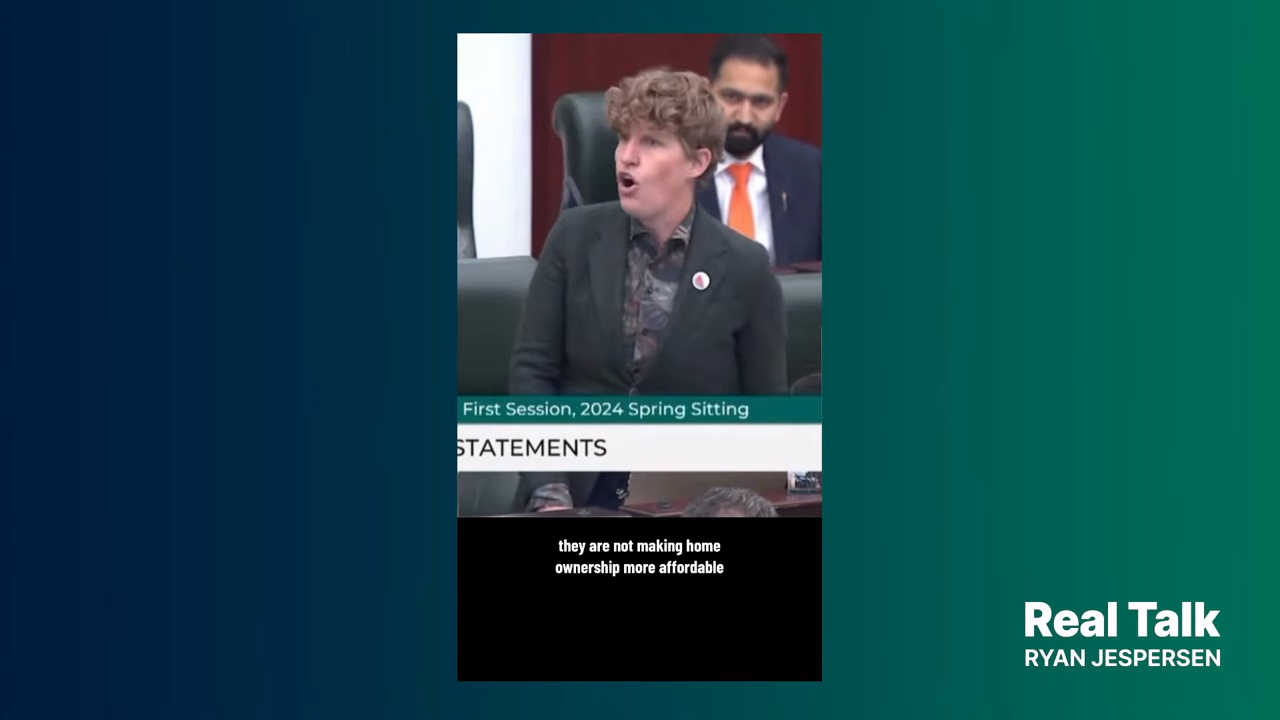 First Session, 2024 Spring Sitting
STATEMENTS
they are not making home
ownership more affordable
Real Talk
RYAN JESPERSEN